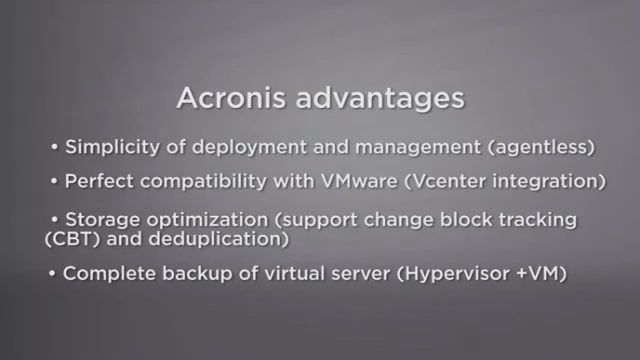 Acronis advantages
• Simplicity of deployment and management (agentless)
• Perfect compatibility with VMware (Vcenter integration)
• Storage optimization (support change block tracking
(CBT) and deduplication)
• Complete backup of virtual server (Hypervisor +VM)